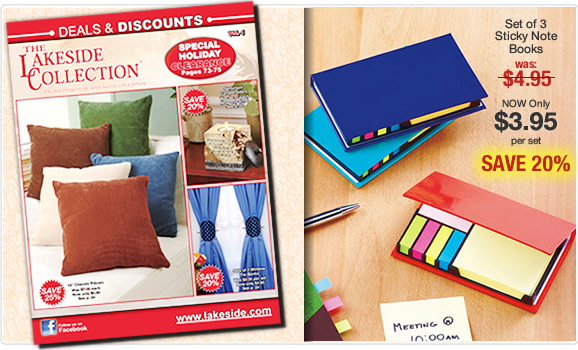 DEALS & DISCOUNTS
THE
LAKESIDE
COLLECTION
SPECIAL
HOLIDAY
CLEARANCE
Pages 73-75
SAVE
20%
SAVE
25%
SAVE
20%
Follow us on
Facebook
www.lakeside.com
Set of 3
Sticky Note
Books
was:
$4.95
NOW Only
$3.95
per set
SAVE 20%
MEETING @
10:00AM